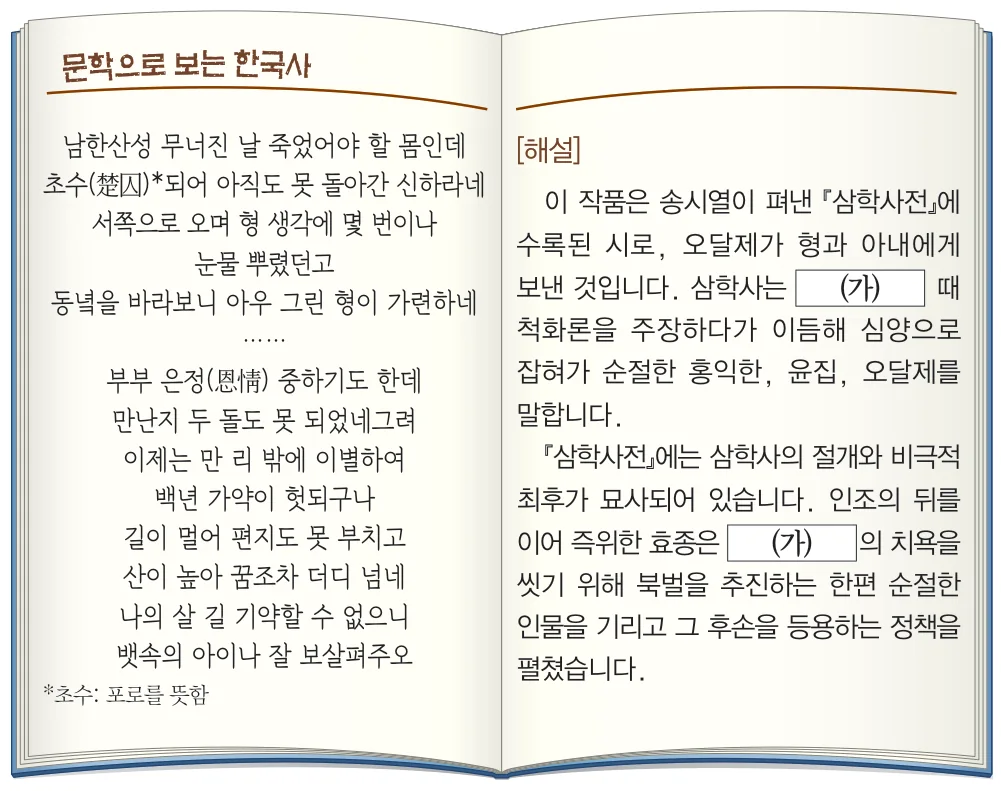 문학으로 보는 한국사
남한산성 무너진 날 죽었어야 할 몸인데
초수(楚囚)*되어 아직도 못 돌아간 신하라네
서쪽으로 오며 형 생각에 몇 번이나
눈물 뿌렸던고
동녘을 바라보니 아우 그린 형이 가련하네
……
부부 은정(恩情) 중하기도 한데
만난지 두 돌도 못 되었네그려
이제는 만 리 밖에 이별하여
백년 가약이 헛되구나
길이 멀어 편지도 못 부치고
산이 높아 꿈조차 더디 넘네
나의 살 길 기약할 수 없으니
뱃속의 아이나 잘 보살펴주오
*초수: 포로를 뜻함
[해설]
이 작품은 송시열이 펴낸 『삼학사전』에
수록된 시로, 오달제가 형과 아내에게
보낸 것입니다. 삼학사는 (가) 때
척화론을 주장하다가 이듬해 심양으로
잡혀가 순절한 홍익한, 윤집, 오달제를
말합니다.
『삼학사전』에는 삼학사의 절개와 비극적
최후가 묘사되어 있습니다. 인조의 뒤를
이어 즉위한 효종은 (가)의 치욕을
씻기 위해 북벌을 추진하는 한편 순절한
인물을 기리고 그 후손을 등용하는 정책을
펼쳤습니다.